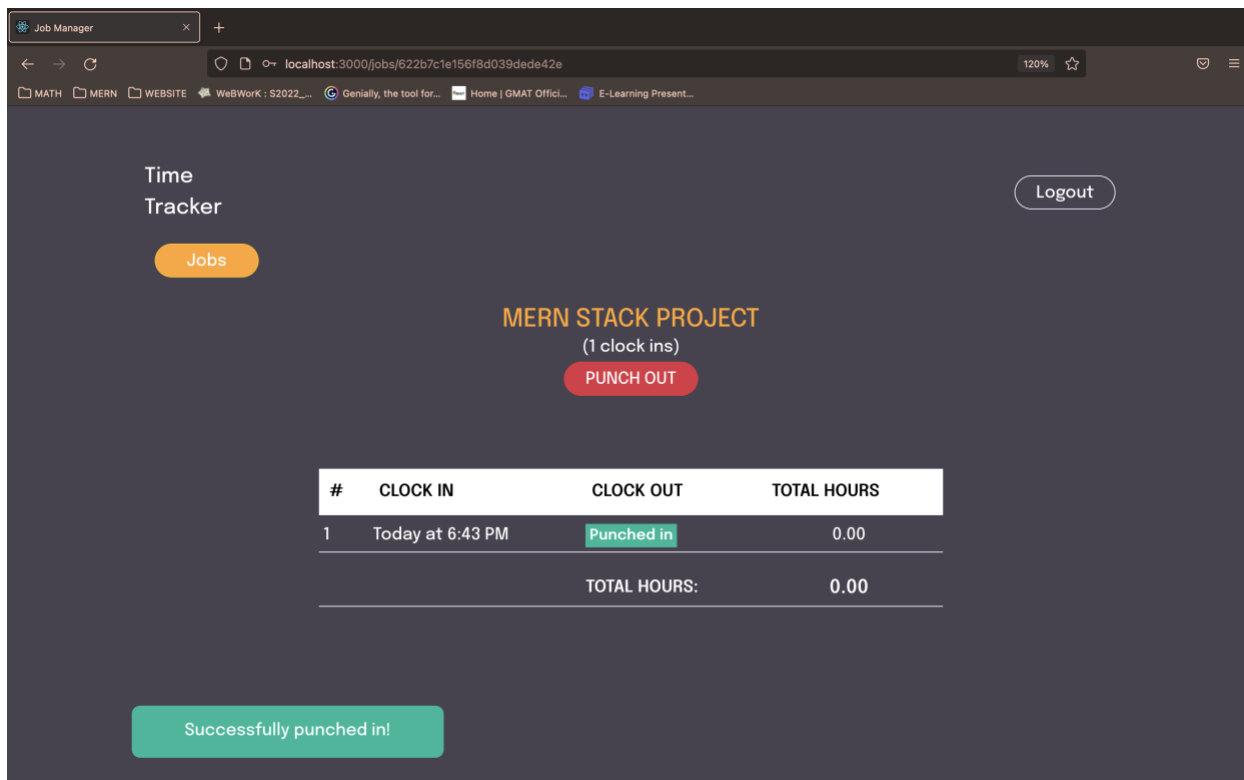 Job Manager
localhost:3000/jobs/622b7c1e156f8d039dede42e 120%
MATH MERN WEBSITE WeBWorK : S2022_... Genially, the tool for... Home | GMAT Offici... E-Learning Present...
Time
Tracker
Logout
Jobs
MERN STACK PROJECT
(1 clock ins)
PUNCH OUT
# CLOCK IN CLOCK OUT TOTAL HOURS
1 Today at 6:43 PM Punched in 0.00
TOTAL HOURS: 0.00
Successfully punched in!